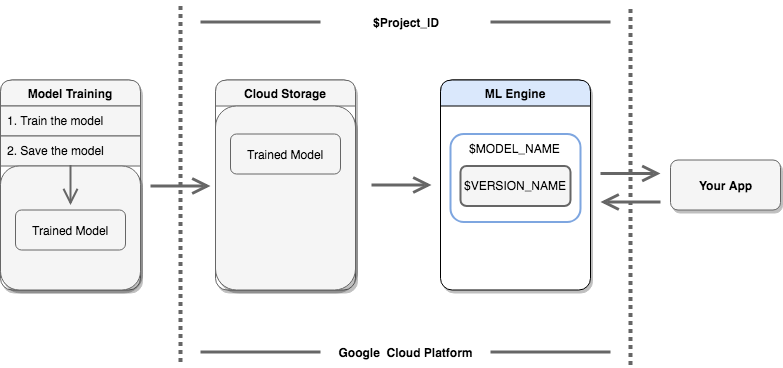 $Project_ID
Model Training
1. Train the model
2. Save the model
Trained Model
Cloud Storage
Trained Model
ML Engine
$MODEL_NAME
$VERSION_NAME
Your App
Google Cloud Platform